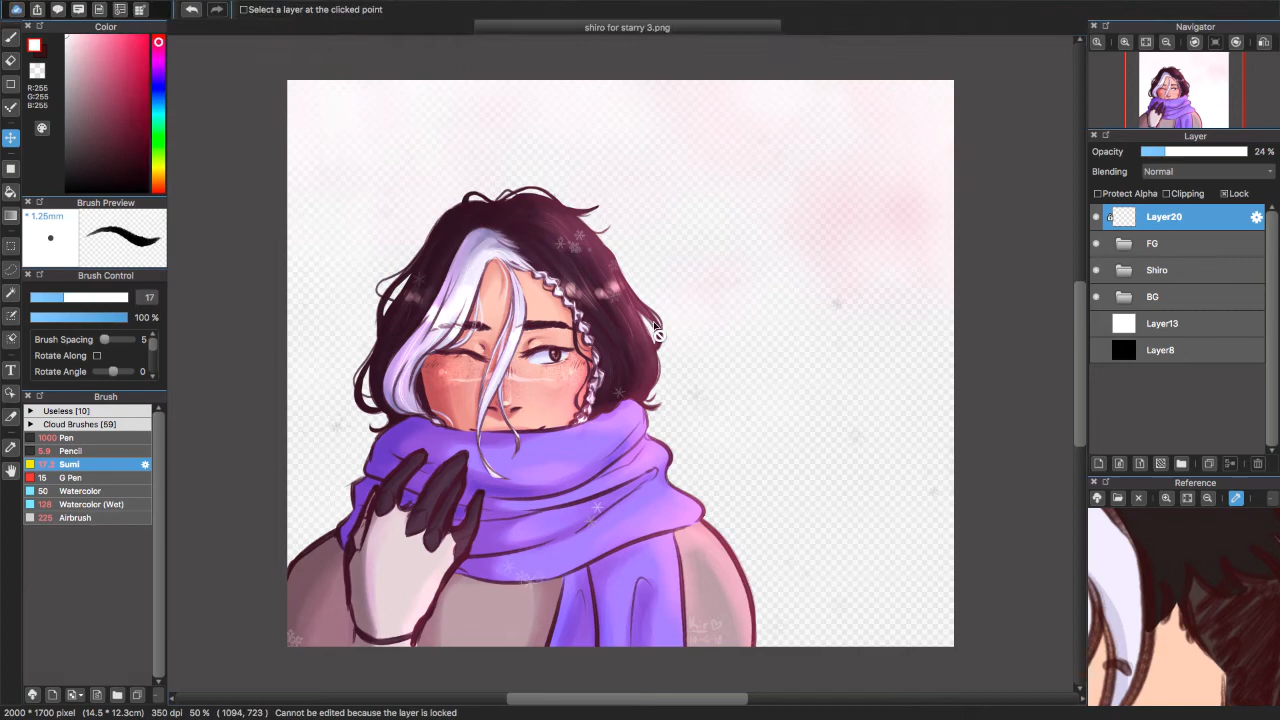 Select a layer at the clicked point
shiro for starry 3.png
Color
R:255
G:255
B:255
Brush Preview
* 1.25mm
Brush Control
17
100 %
Brush Spacing 5
Rotate Along
Rotate Angle 0
Brush
Useless [10]
Cloud Brushes [59]
1000 Pen
5.9 Pencil
17.2 Sumi
15 G Pen
50 Watercolor
128 Watercolor (Wet)
225 Airbrush
Navigator
Layer
Opacity 24 %
Blending Normal
Protect Alpha Clipping Lock
Layer20
FG
Shiro
BG
Layer13
Layer8
Reference
2000 * 1700 pixel (14.5 * 12.3cm) 350 dpi 50 % ( 1094, 723 ) Cannot be edited because the layer is locked